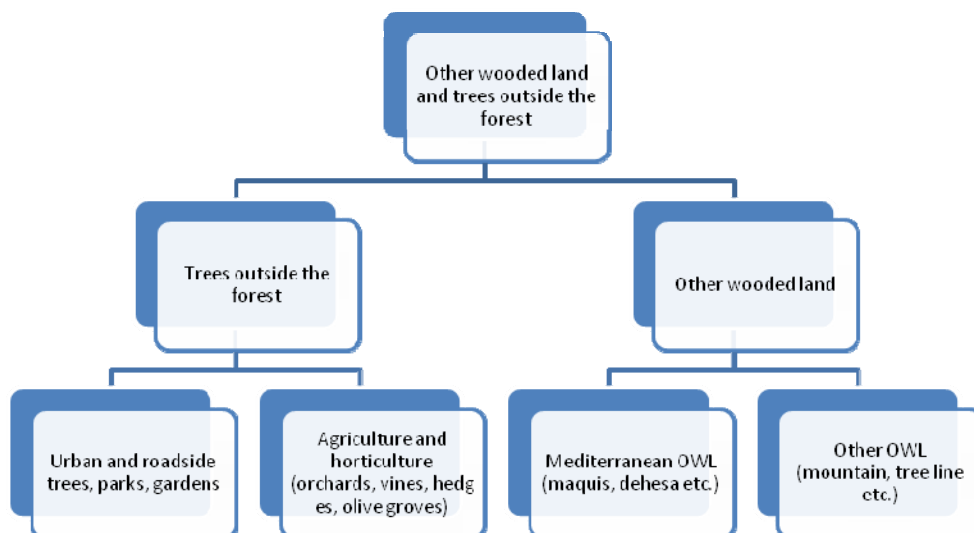 Other wooded land
and trees outside the
forest
Trees outside the
forest
Other wooded land
Urban and roadside
trees, parks, gardens
Agriculture and
horticulture
(orchards, vines, hedg
es, olive groves)
Mediterranean OWL
(maquis, dehesa etc.)
Other OWL
(mountain, tree line
etc.)